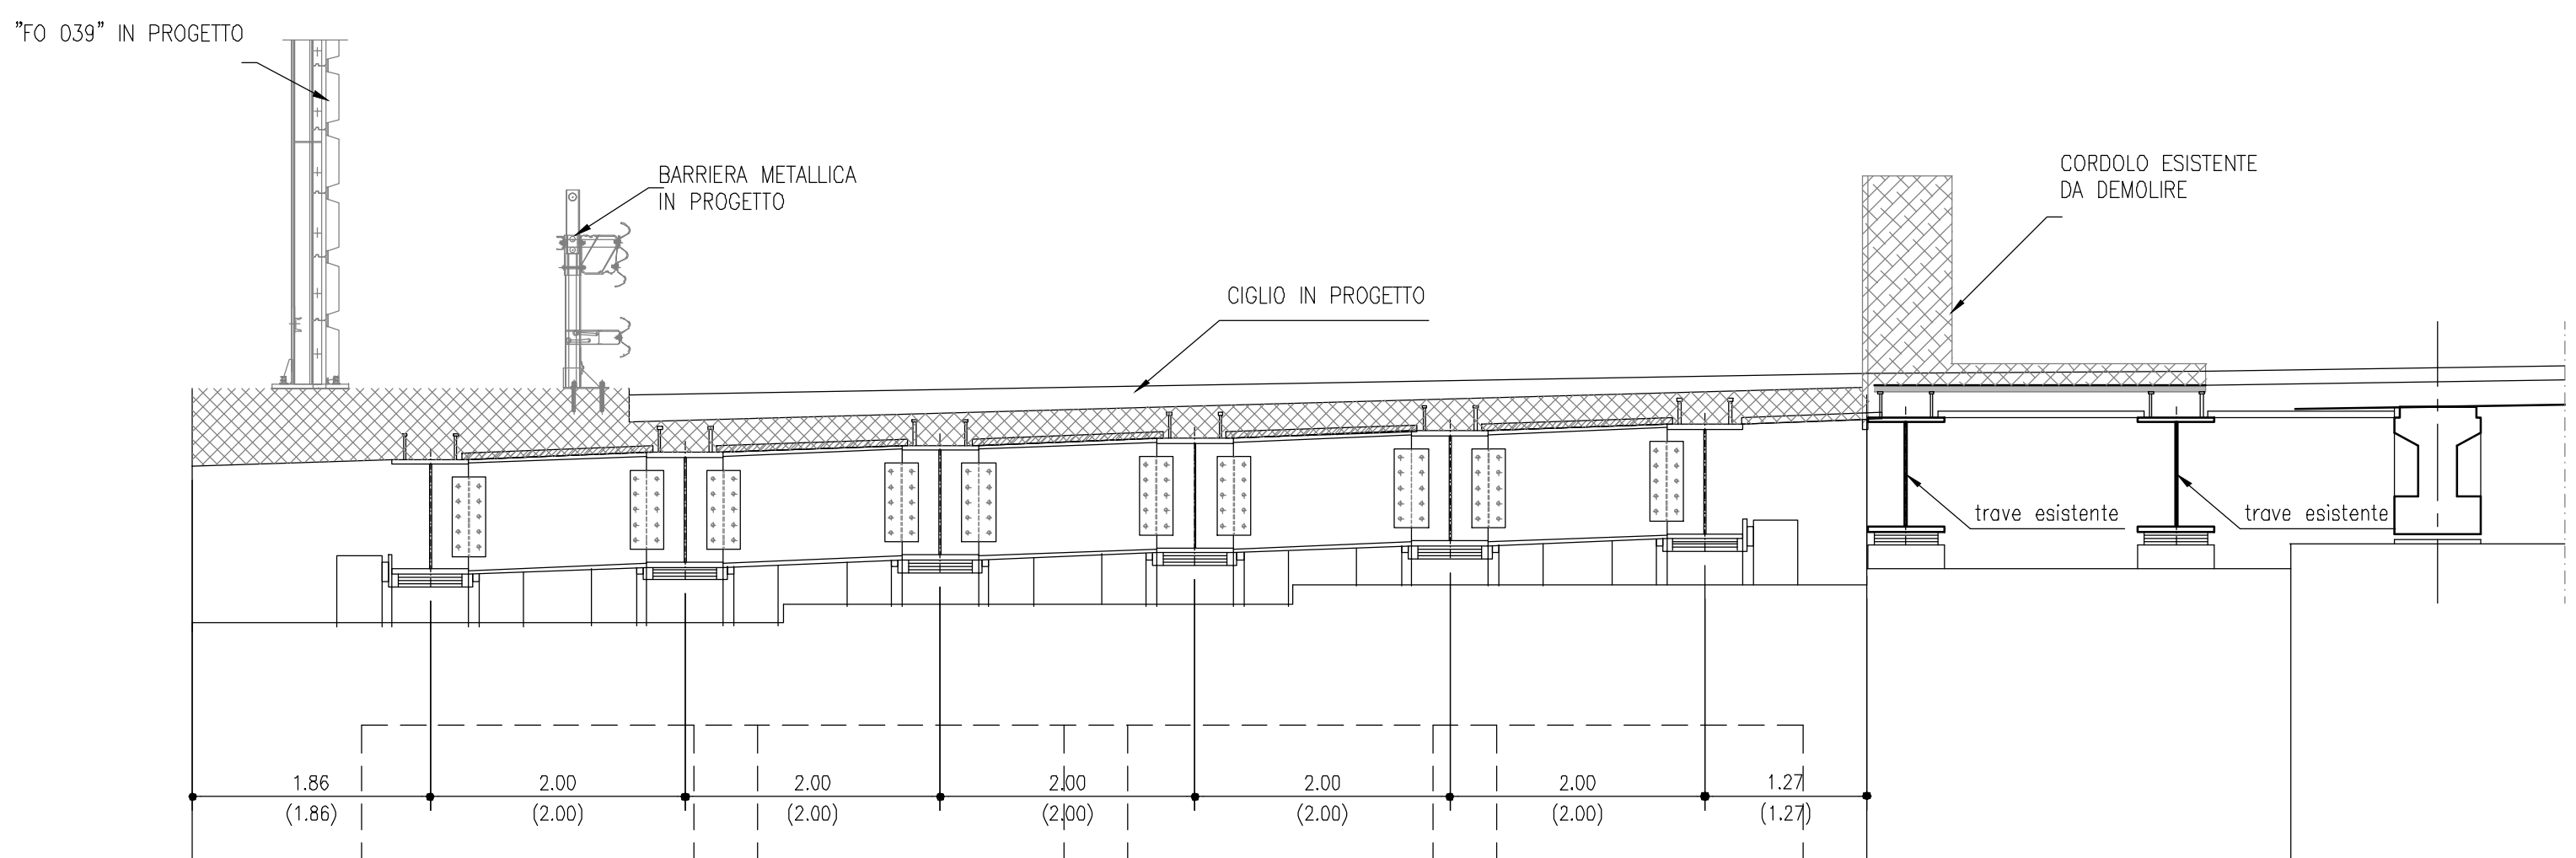 "FO 039" IN PROGETTO
BARRIERA METALLICA
IN PROGETTO
CORDOLO ESISTENTE
DA DEMOLIRE
CIGLIO IN PROGETTO
trave esistente
trave esistente
1.86 2.00 2.00 2.00 2.00 2.00 1.27
(1.86) (2.00) (2.00) (2.00) (2.00) (2.00) (1.27)